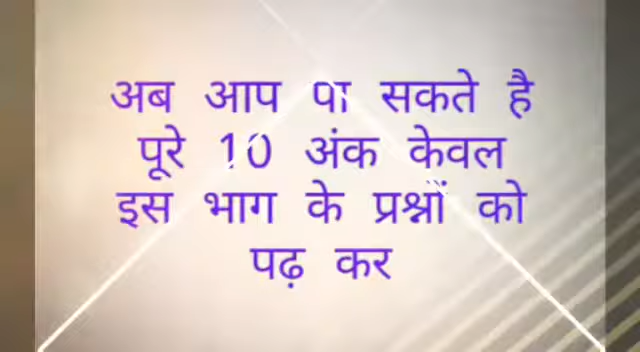 अब आप पा सकते है
पूरे 10 अंक केवल
इस भाग के प्रश्नों को
पढ़ कर